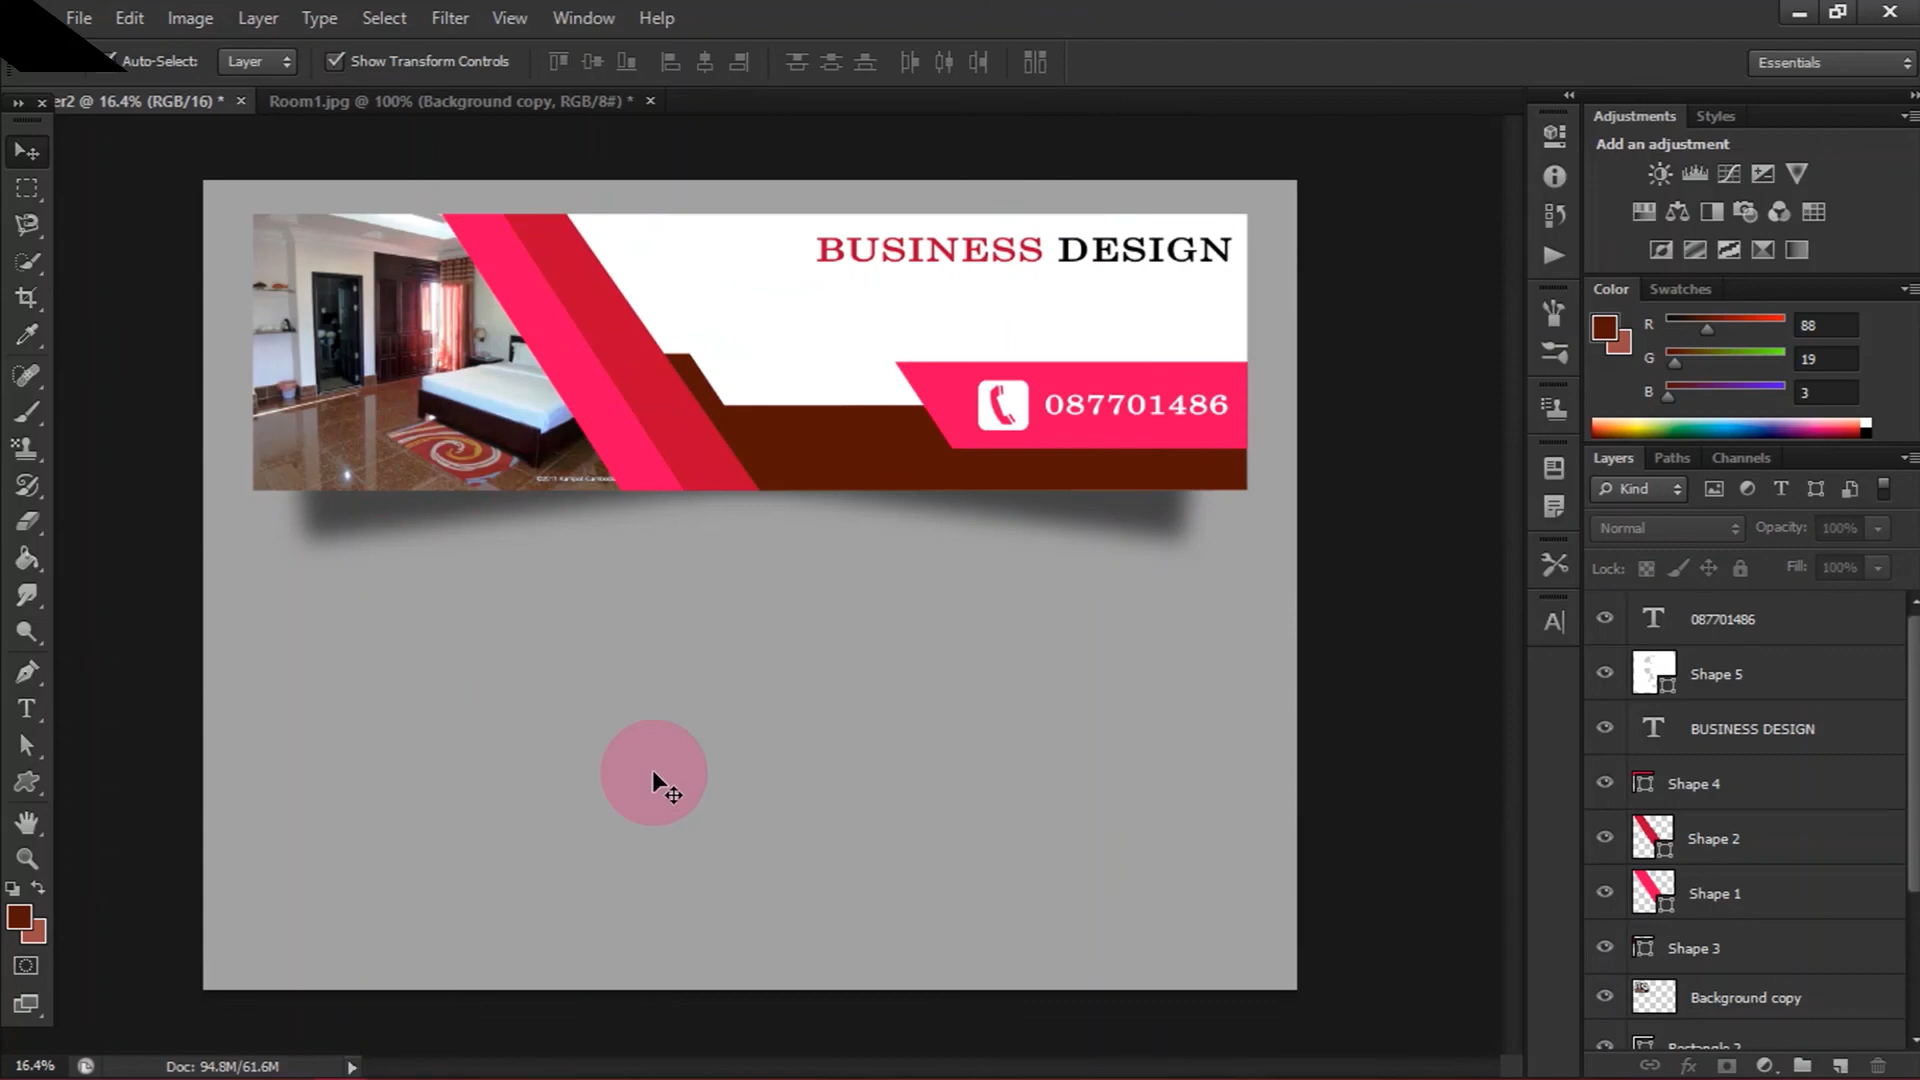 File Edit Image Layer Type Select Filter View Window Help
Auto-Select: Layer Show Transform Controls Essentials
er2 @ 16.4% (RGB/16) * Room1.jpg @ 100% (Background copy, RGB/8#) *
Adjustments Styles
Add an adjustment
BUSINESS DESIGN
087701486
Color Swatches
R 88
G 19
B 3
Layers Paths Channels
Kind
Normal Opacity: 100%
Lock: Fill: 100%
087701486
Shape 5
BUSINESS DESIGN
Shape 4
Shape 2
Shape 1
Shape 3
Background copy
Rectangle 2
16.4% Doc: 94.8M/61.6M